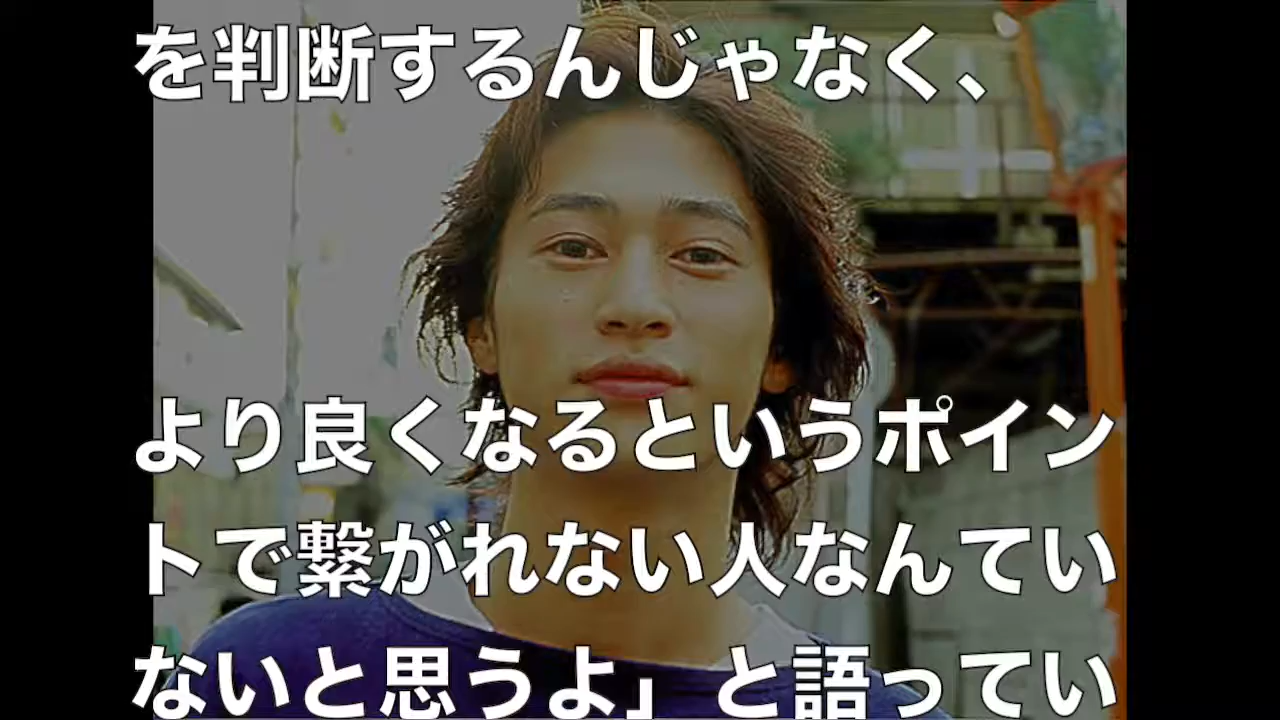 を判断するんじゃなく、
より良くなるというポイン
トで繋がれない人なんてい
ないと思うよ」と語ってい